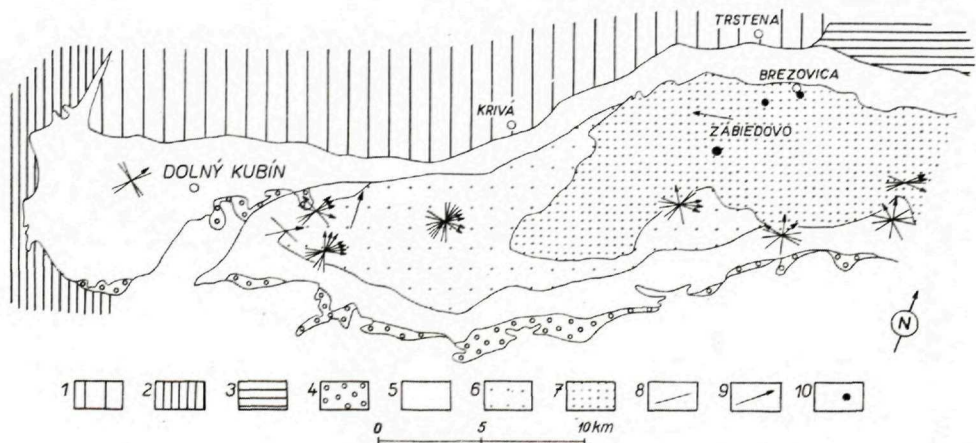 TRSTENA
BREZOVICA
KRIVÁ
ZÁBIEDOVO
DOLNÝ KUBÍN
N
1 2 3 4 5 6 7 8 9 10
0 5 10 km